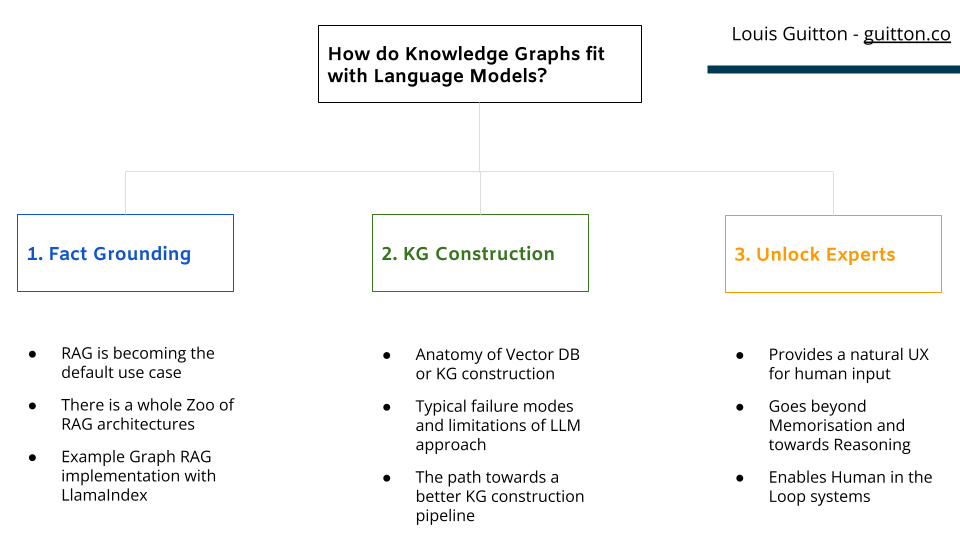 Louis Guitton - guitton.co
How do Knowledge Graphs fit
with Language Models?
1. Fact Grounding
● RAG is becoming the
default use case
● There is a whole Zoo of
RAG architectures
● Example Graph RAG
implementation with
LlamaIndex
2. KG Construction
● Anatomy of Vector DB
or KG construction
● Typical failure modes
and limitations of LLM
approach
● The path towards a
better KG construction
pipeline
3. Unlock Experts
● Provides a natural UX
for human input
● Goes beyond
Memorisation and
towards Reasoning
● Enables Human in the
Loop systems